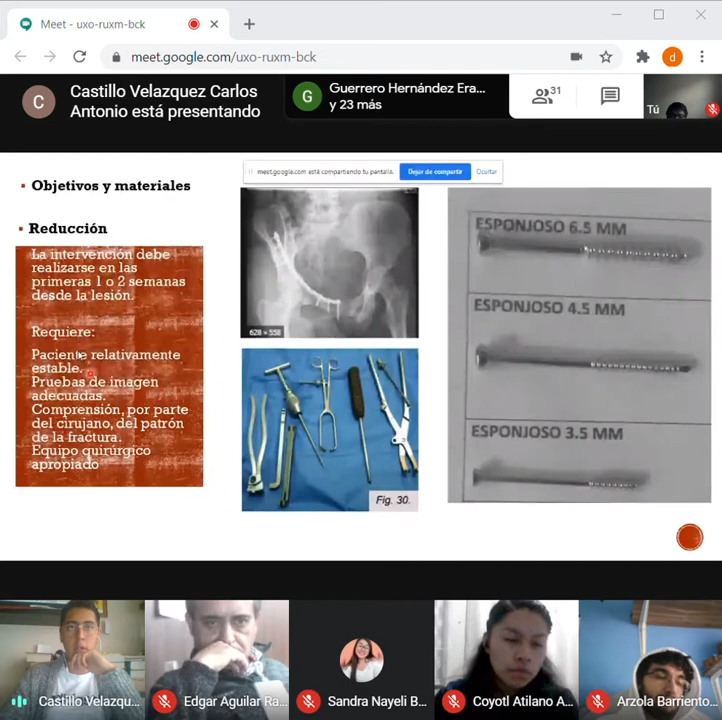 Meet - uxo-ruxm-bck
meet.google.com/uxo-ruxm-bck
d
C
Castillo Velazquez Carlos
Antonio está presentando
G
Guerrero Hernández Era...
y 23 más
31
Tú
meet.google.com está compartiendo tu pantalla.
Dejar de compartir
Ocultar
Objetivos y materiales
Reducción
La intervención debe
realizarse en las
primeras 1 o 2 semanas
desde la lesión.
Requiere:
Paciente relativamente
estable.
Pruebas de imagen
adecuadas.
Comprensión, por parte
del cirujano, del patrón
de la fractura.
Equipo quirúrgico
apropiado
628 × 558
Fig. 30.
ESPONJOSO 6.5 MM
ESPONJOSO 4.5 MM
ESPONJOSO 3.5 MM
Castillo Velazqu...
Edgar Aguilar Ra...
Sandra Nayeli B...
Coyotl Atilano A...
Arzola Barriento...